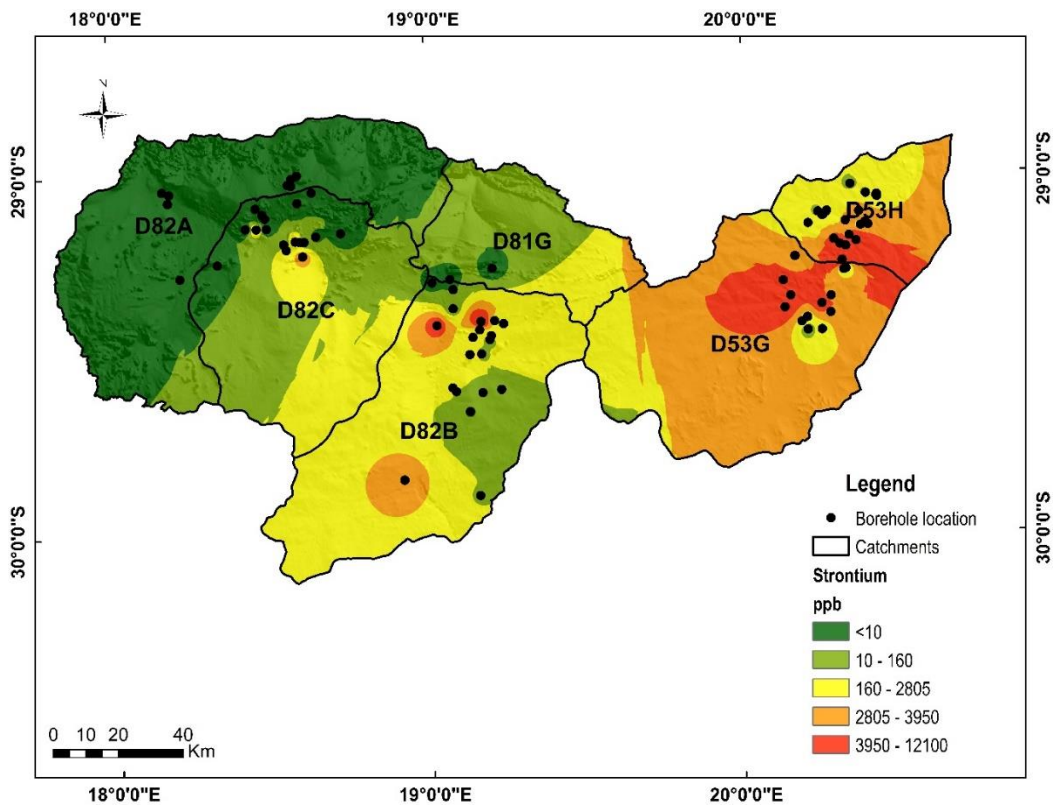 18°0'0"E 19°0'0"E 20°0'0"E
N
29°0'0"S 29°0'0"S
D82A
D53H
D81G
D82C
D53G
D82B
30°0'0"S 30°0'0"S
Legend
Borehole location
Catchments
Strontium
ppb
<10
10 - 160
160 - 2805
2805 - 3950
3950 - 12100
0 10 20 40
Km
18°0'0"E 19°0'0"E 20°0'0"E